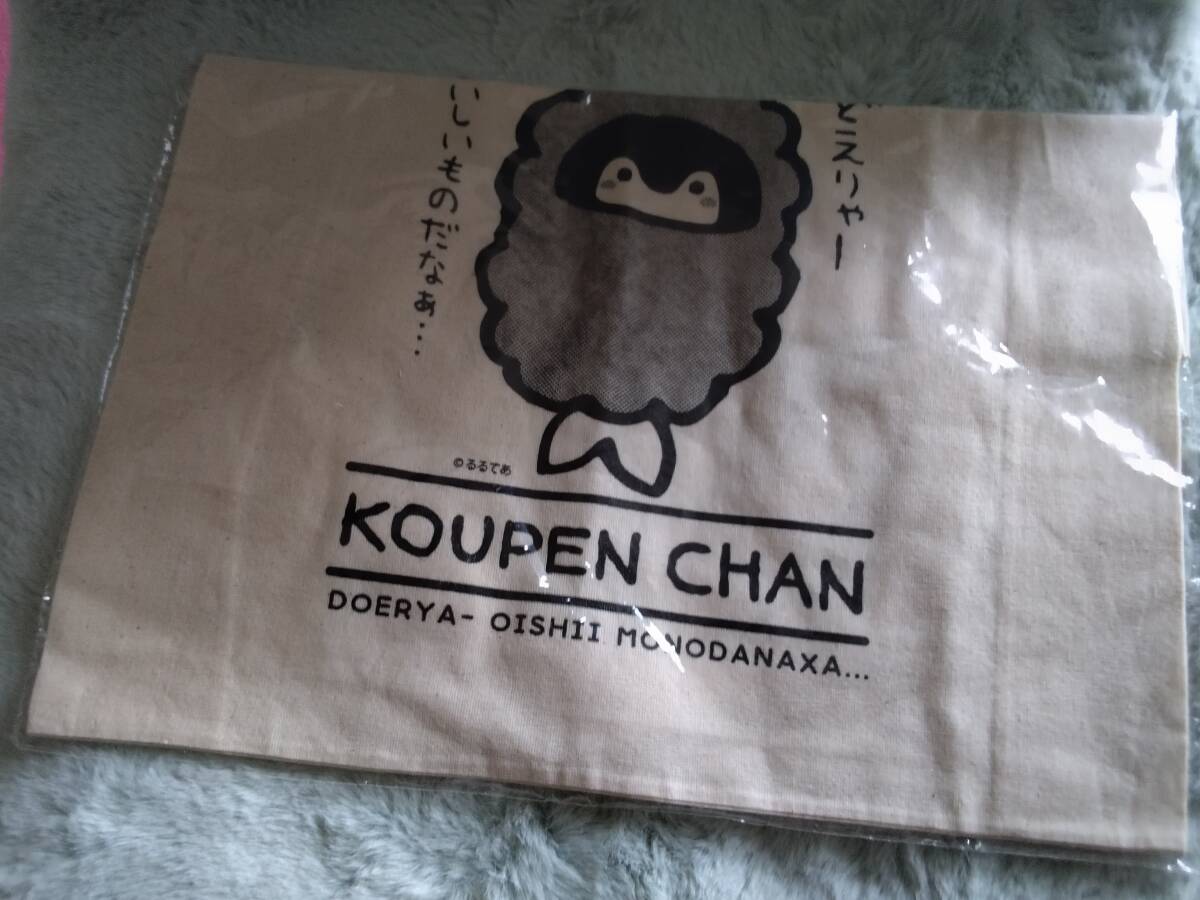 どえりゃー
いしいものだなぁ...
©るるてあ
KOUPEN CHAN
DOERYA- OISHII MONODANAXA...